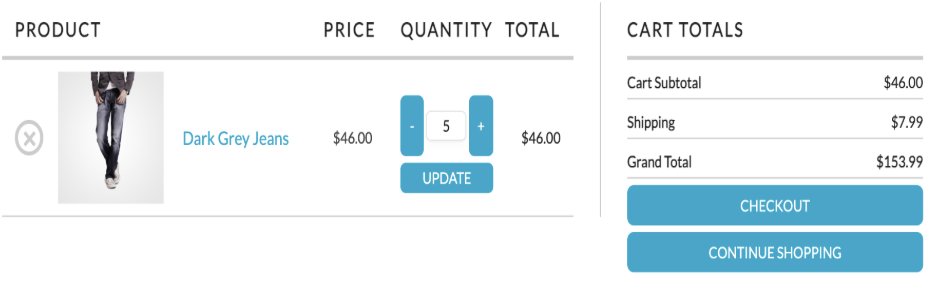 PRODUCT PRICE QUANTITY TOTAL
Dark Grey Jeans $46.00 - 5 + $46.00
UPDATE
CART TOTALS
Cart Subtotal $46.00
Shipping $7.99
Grand Total $153.99
CHECKOUT
CONTINUE SHOPPING